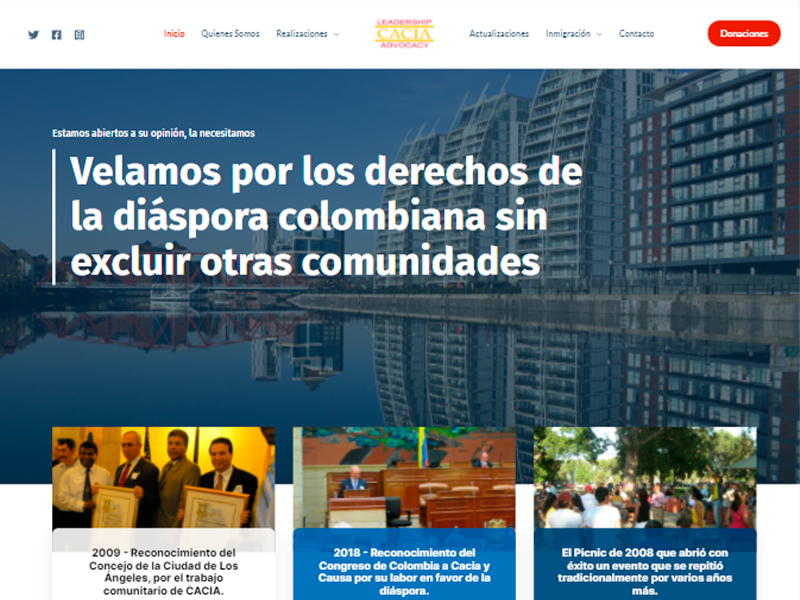 Inicio
Quienes Somos
Realizaciones
LEADERSHIP
CACIA
ADVOCACY
Actualizaciones
Inmigración
Contacto
Donaciones
Estamos abiertos a su opinión, la necesitamos
Velamos por los derechos de
la diáspora colombiana sin
excluir otras comunidades
2009 - Reconocimiento del
Concejo de la Ciudad de Los
Ángeles, por el trabajo
comunitario de CACIA.
2018 - Reconocimiento del
Congreso de Colombia a Cacia y
Causa por su labor en favor de la
diáspora.
El Picnic de 2008 que abrió con
éxito un evento que se repitió
tradicionalmente por varios años
más.